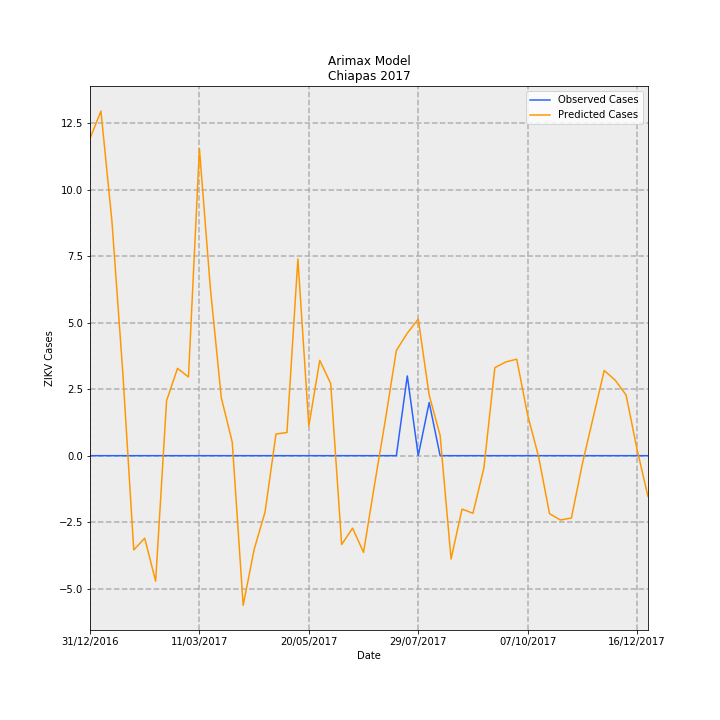 Arimax Model
Chiapas 2017
Observed Cases
Predicted Cases
12.5
10.0
7.5
5.0
2.5
0.0
−2.5
−5.0
ZIKV Cases
31/12/2016 11/03/2017 20/05/2017 29/07/2017 07/10/2017 16/12/2017
Date